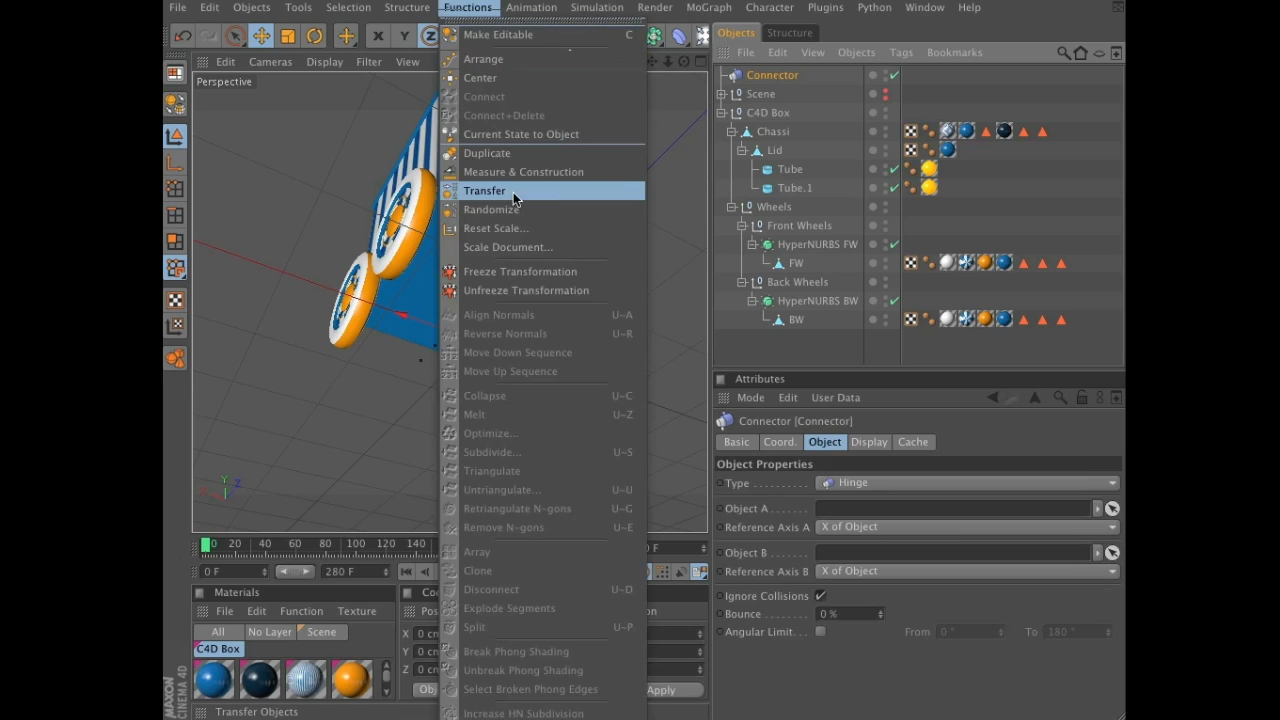 File Edit Objects Tools Selection Structure Functions Animation Simulation Render MoGraph Character Plugins Python Window Help
X Y Z
Edit Cameras Display Filter View
Perspective
Y
Z
Make Editable C
Arrange
Center
Connect
Connect+Delete
Current State to Object
Duplicate
Measure & Construction
Transfer
Randomize
Reset Scale...
Scale Document...
Freeze Transformation
Unfreeze Transformation
Align Normals U~A
Reverse Normals U~R
Move Down Sequence
Move Up Sequence
Collapse U~C
Melt U~Z
Optimize...
Subdivide... U~S
Triangulate
Untriangulate... U~U
Retriangulate N-gons U~G
Remove N-gons U~E
Array
Clone
Disconnect U~D
Explode Segments
Split U~P
Break Phong Shading
Unbreak Phong Shading
Select Broken Phong Edges
Increase HN Subdivision
0 20 40 60 80 100 120 140
0 F 280 F
Materials
File Edit Function Texture
All No Layer Scene
C4D Box
MAXON
CINEMA 4D
Transfer Objects
X
Y
Z
Apply
Objects Structure
File Edit View Objects Tags Bookmarks
Connector
Scene
C4D Box
Chassi
Lid
Tube
Tube.1
Wheels
Front Wheels
HyperNURBS FW
FW
Back Wheels
HyperNURBS BW
BW
Attributes
Mode Edit User Data
Connector [Connector]
Basic Coord. Object Display Cache
Object Properties
Type . . . . . . . . . . Hinge
Object A . . . . . . .
Reference Axis A X of Object
Object B . . . . . . .
Reference Axis B X of Object
Ignore Collisions
Bounce . . . . . . . 0 %
Angular Limit. . . From 0 ° To 180 °